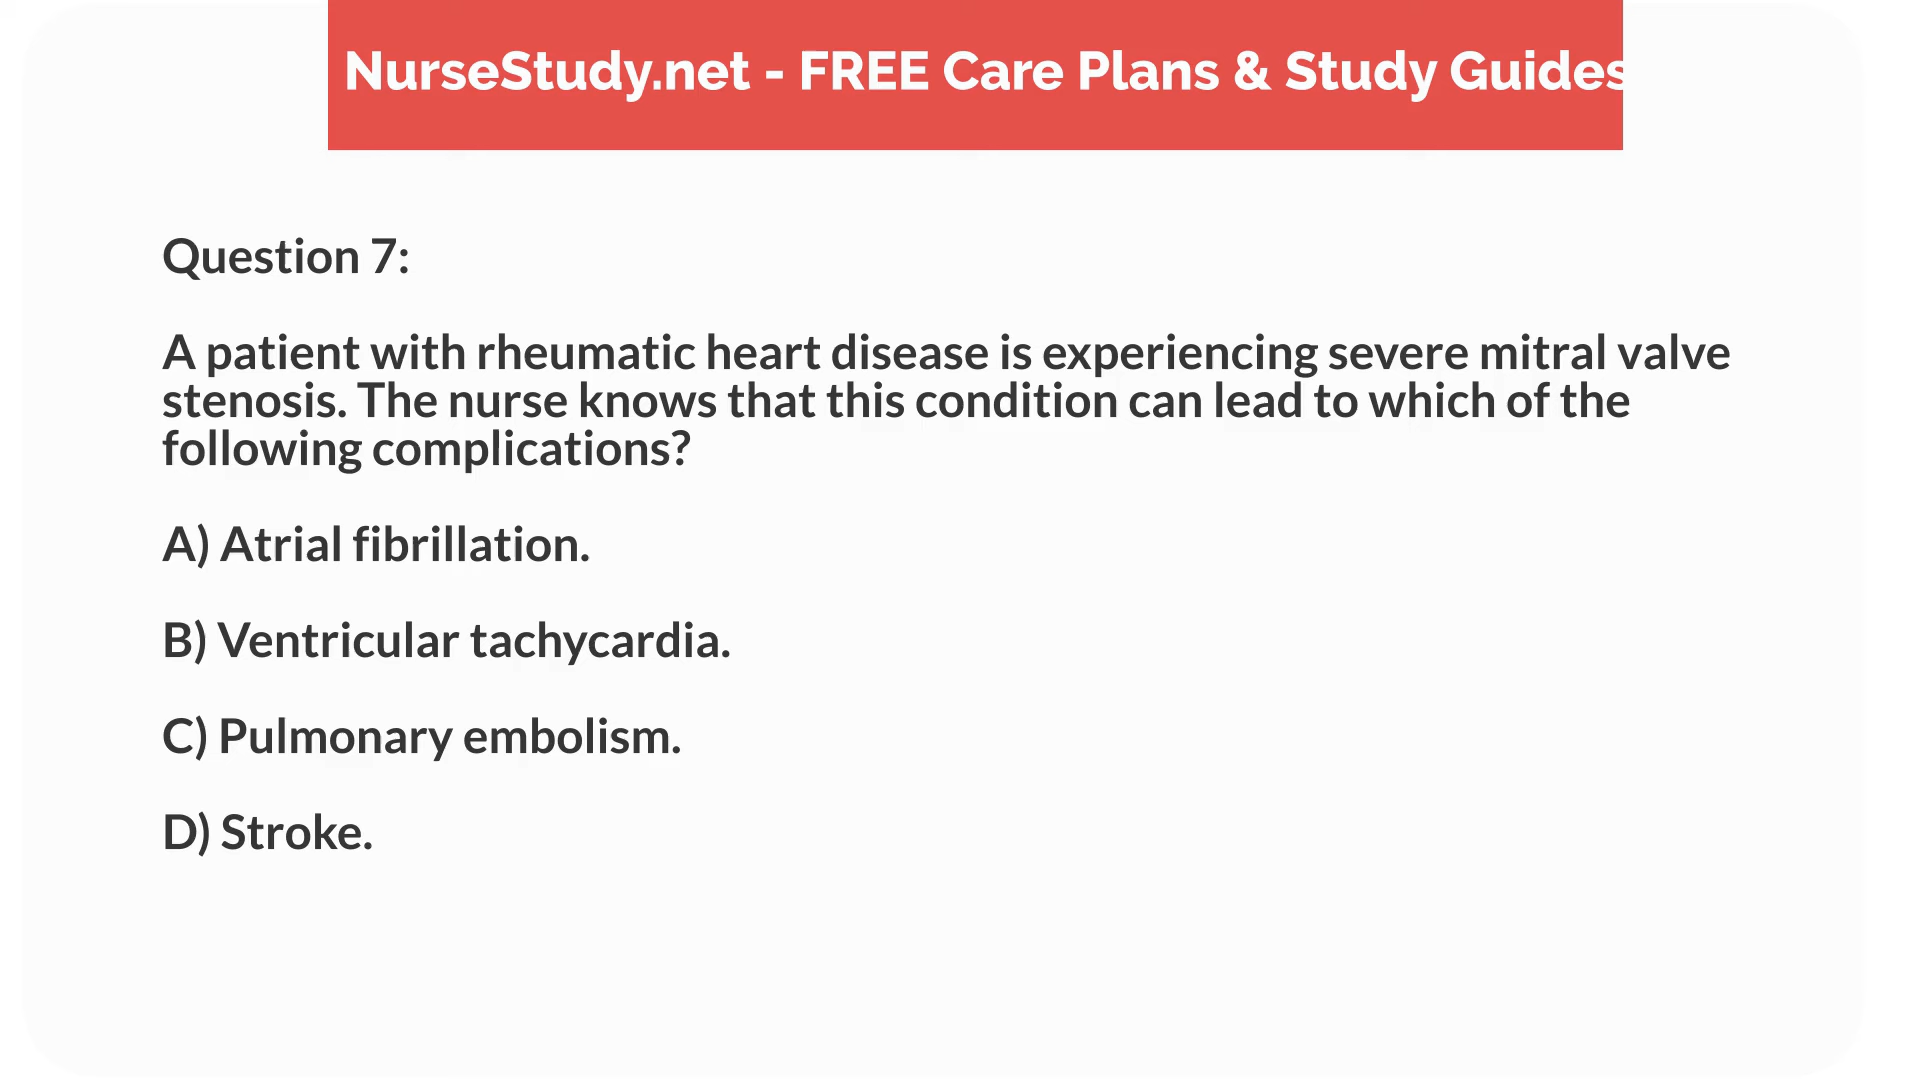 NurseStudy.net - FREE Care Plans & Study Guides
Question 7:
A patient with rheumatic heart disease is experiencing severe mitral valve
stenosis. The nurse knows that this condition can lead to which of the
following complications?
A) Atrial fibrillation.
B) Ventricular tachycardia.
C) Pulmonary embolism.
D) Stroke.